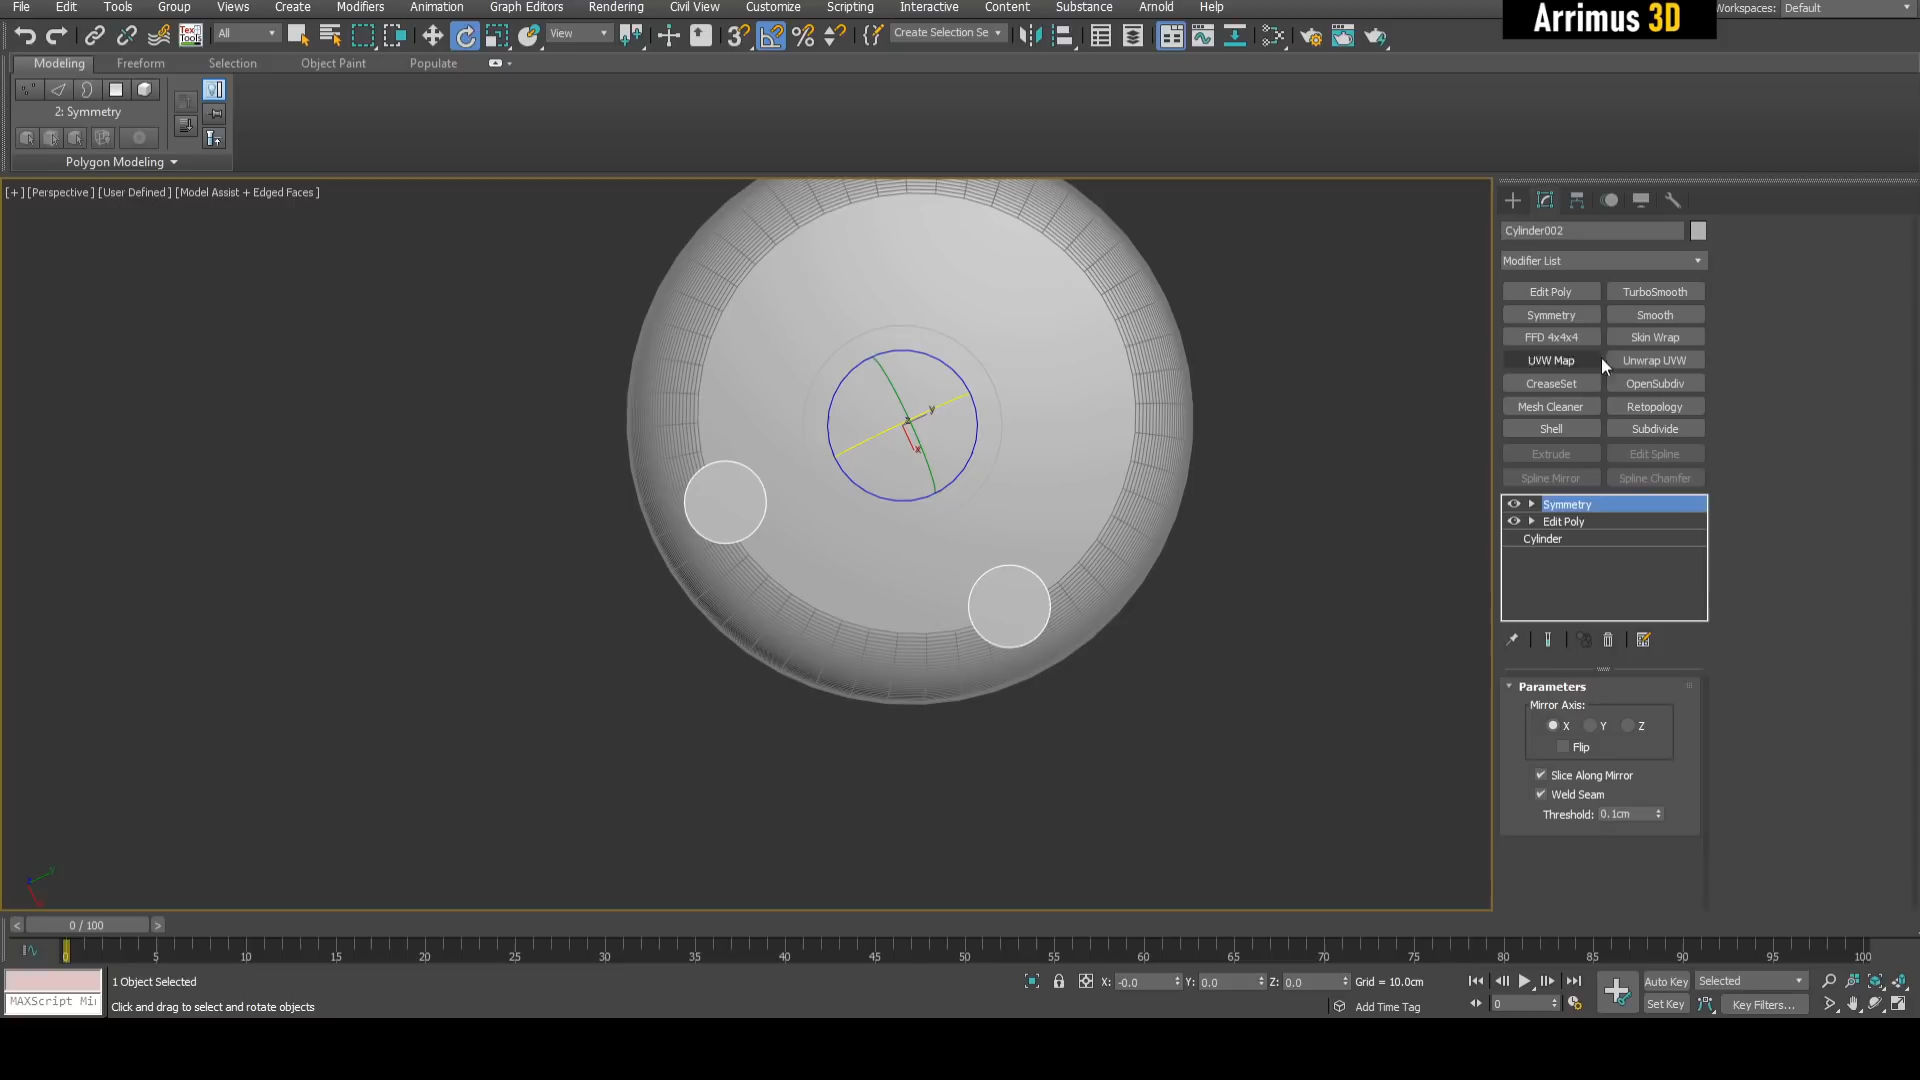 File Edit Tools Group Views Create Modifiers Animation Graph Editors Rendering Civil View Customize Scripting Interactive Content Substance Arnold Help
Arrimus 3D
Workspaces: Default
Tex Tools
All
View
Create Selection Se
Modeling Freeform Selection Object Paint Populate
2: Symmetry
Polygon Modeling
[+] [Perspective] [User Defined] [Model Assist + Edged Faces]
Cylinder002
Modifier List
Edit Poly TurboSmooth
Symmetry Smooth
FFD 4x4x4 Skin Wrap
UVW Map Unwrap UVW
CreaseSet OpenSubdiv
Mesh Cleaner Retopology
Shell Subdivide
Extrude Edit Spline
Spline Mirror Spline Chamfer
Symmetry
Edit Poly
Cylinder
Parameters
Mirror Axis:
X Y Z
Flip
Slice Along Mirror
Weld Seam
Threshold: 0.1cm
z y
x
0 / 100
0 5 10 15 20 25 30 35 40 45 50 55 60 65 70 75 80 85 90 95 100
1 Object Selected
X: -0.0 Y: 0.0 Z: 0.0 Grid = 10.0cm
Auto Key Selected
MAXScript Mi
Click and drag to select and rotate objects
Add Time Tag
0
Set Key Key Filters...